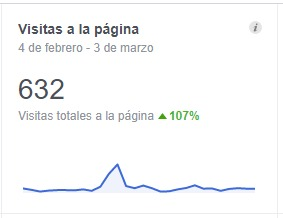 Visitas a la página
4 de febrero - 3 de marzo
632
Visitas totales a la página ▲107%